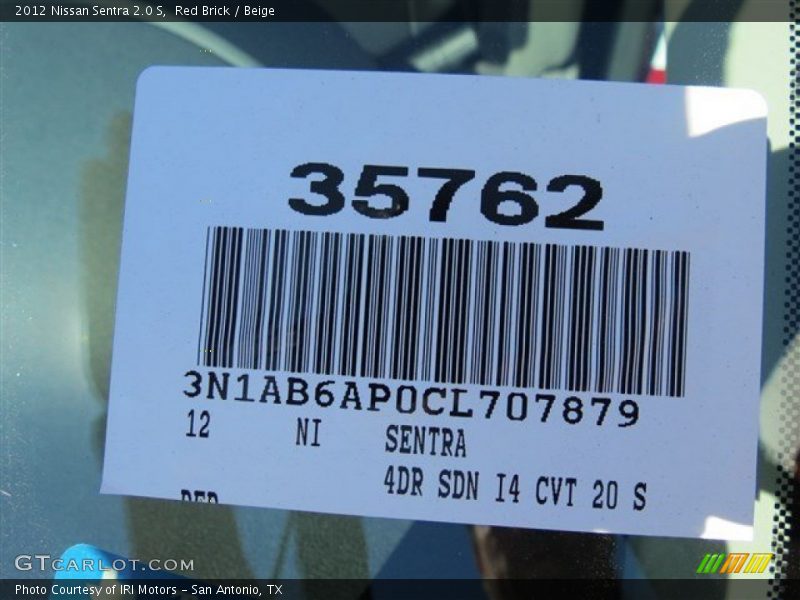 2012 Nissan Sentra 2.0 S,  Red Brick / Beige
35762
3N1AB6AP0CL707879
12 NI SENTRA
4DR SDN I4 CVT 20 S
RED
GTCARLOT.COM
Photo Courtesy of IRI Motors – San Antonio, TX